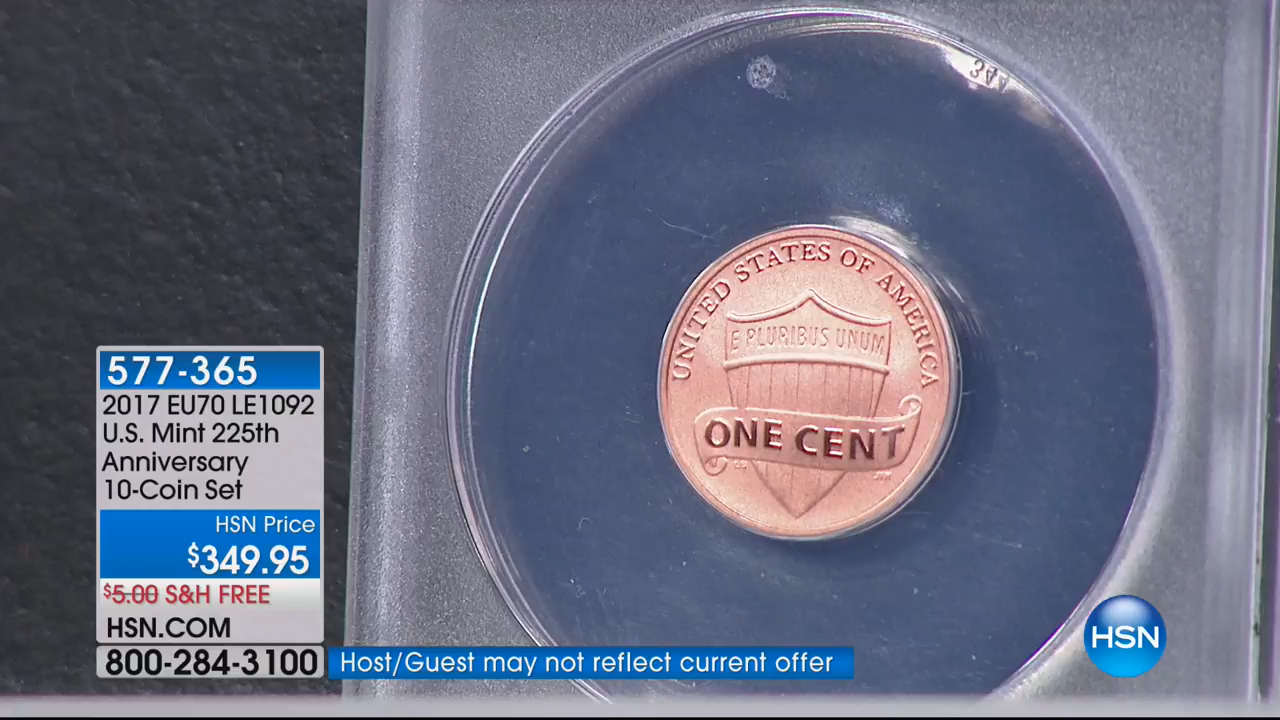 UNITED STATES OF AMERICA
E PLURIBUS UNUM
ONE CENT
577-365
2017 EU70 LE1092
U.S. Mint 225th
Anniversary
10-Coin Set
HSN Price
$349.95
$5.00 S&H FREE
HSN.COM
800-284-3100
Host/Guest may not reflect current offer
HSN